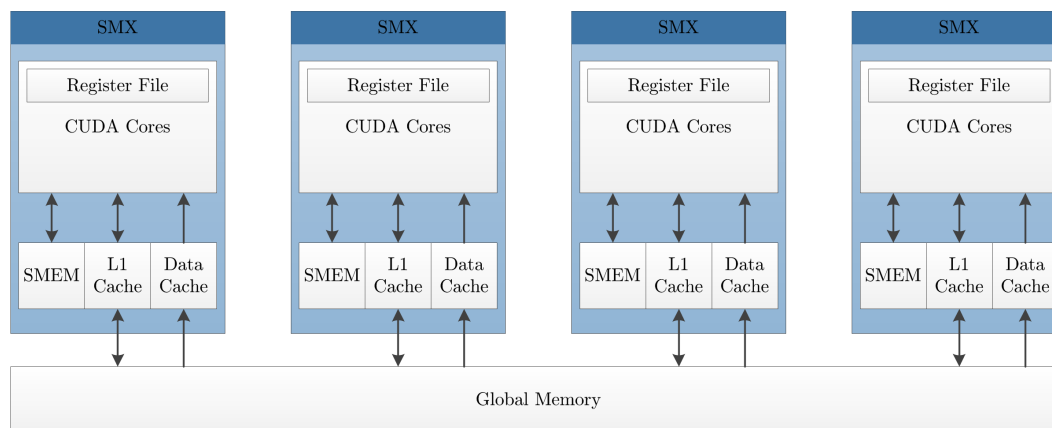 SMX
Register File
CUDA Cores
SMEM
L1
Cache
Data
Cache
SMX
Register File
CUDA Cores
SMEM
L1
Cache
Data
Cache
SMX
Register File
CUDA Cores
SMEM
L1
Cache
Data
Cache
SMX
Register File
CUDA Cores
SMEM
L1
Cache
Data
Cache
Global Memory